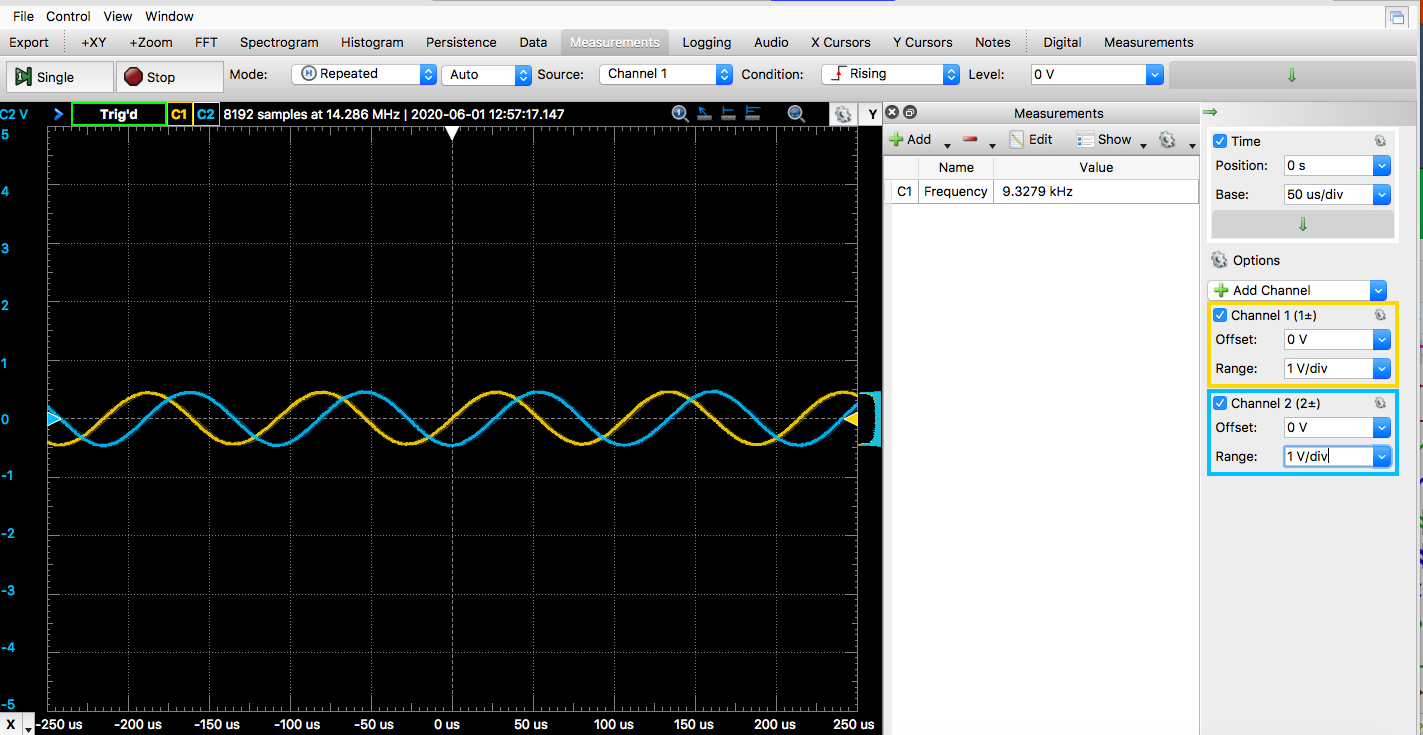 File Control View Window
Export +XY +Zoom FFT Spectrogram Histogram Persistence Data Measurements Logging Audio X Cursors Y Cursors Notes Digital Measurements
Single Stop Mode: Repeated Auto Source: Channel 1 Condition: Rising Level: 0 V
C2 V Trig'd C1 C2 8192 samples at 14.286 MHz | 2020-06-01 12:57:17.147 Y
Measurements
Add Edit Show
Name Value
C1 Frequency 9.3279 kHz
Time
Position: 0 s
Base: 50 us/div
Options
Add Channel
Channel 1 (1±)
Offset: 0 V
Range: 1 V/div
Channel 2 (2±)
Offset: 0 V
Range: 1 V/div
5
4
3
2
1
0
-1
-2
-3
-4
-5
X -250 us -200 us -150 us -100 us -50 us 0 us 50 us 100 us 150 us 200 us 250 us